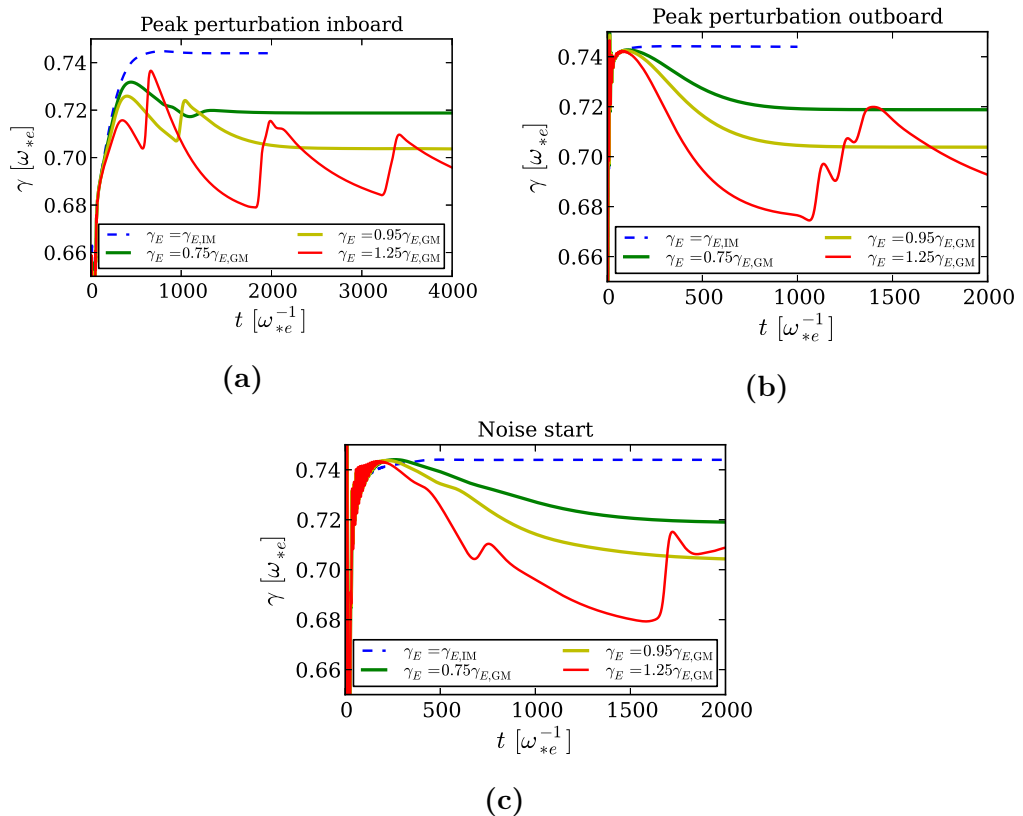 Peak perturbation inboard
γ [ω*e]
0.74
0.72
0.70
0.68
0.66
γE =γE,IM
γE =0.75γE,GM
γE =0.95γE,GM
γE =1.25γE,GM
0 1000 2000 3000 4000
t [ω*e^-1]
(a)
Peak perturbation outboard
γ [ω*e]
0.74
0.72
0.70
0.68
0.66
γE =γE,IM
γE =0.75γE,GM
γE =0.95γE,GM
γE =1.25γE,GM
0 500 1000 1500 2000
t [ω*e^-1]
(b)
Noise start
γ [ω*e]
0.74
0.72
0.70
0.68
0.66
γE =γE,IM
γE =0.75γE,GM
γE =0.95γE,GM
γE =1.25γE,GM
0 500 1000 1500 2000
t [ω*e^-1]
(c)